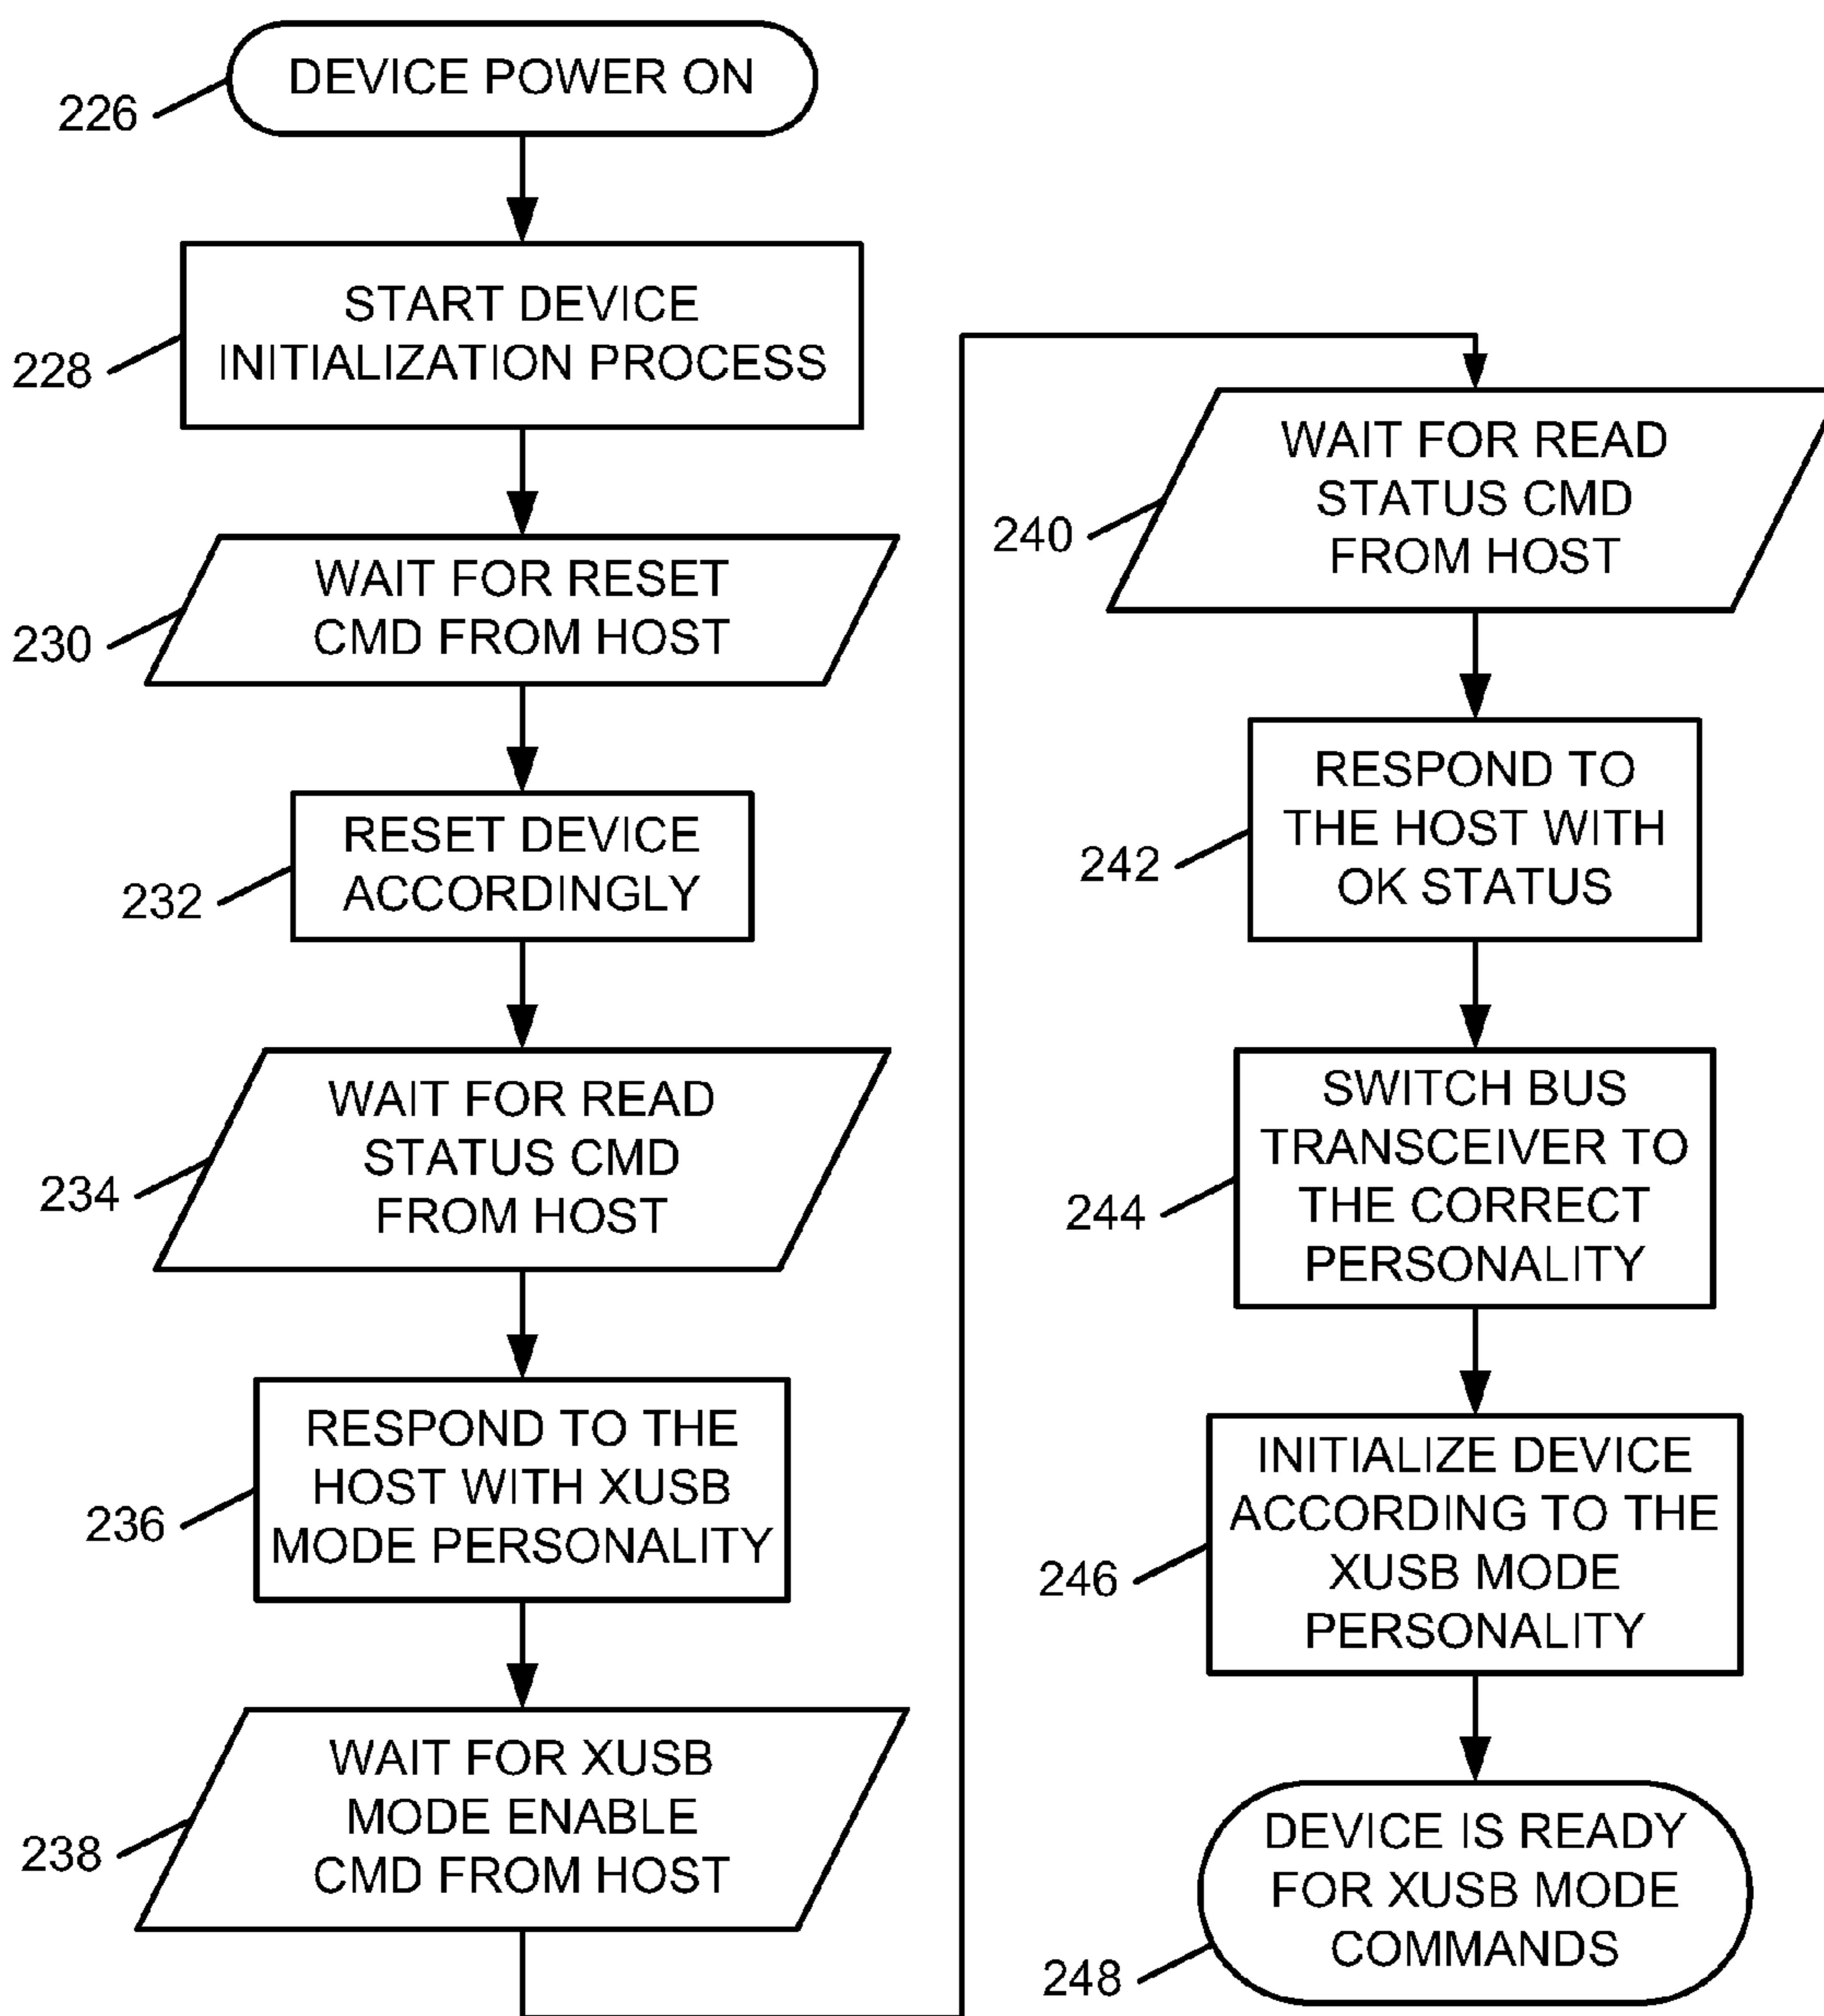 DEVICE POWER ON
226
START DEVICE
INITIALIZATION PROCESS
228
WAIT FOR RESET
CMD FROM HOST
230
RESET DEVICE
ACCORDINGLY
232
WAIT FOR READ
STATUS CMD
FROM HOST
234
RESPOND TO THE
HOST WITH XUSB
MODE PERSONALITY
236
WAIT FOR XUSB
MODE ENABLE
CMD FROM HOST
238
WAIT FOR READ
STATUS CMD
FROM HOST
240
RESPOND TO
THE HOST WITH
OK STATUS
242
SWITCH BUS
TRANSCEIVER TO
THE CORRECT
PERSONALITY
244
INITIALIZE DEVICE
ACCORDING TO THE
XUSB MODE
PERSONALITY
246
DEVICE IS READY
FOR XUSB MODE
COMMANDS
248